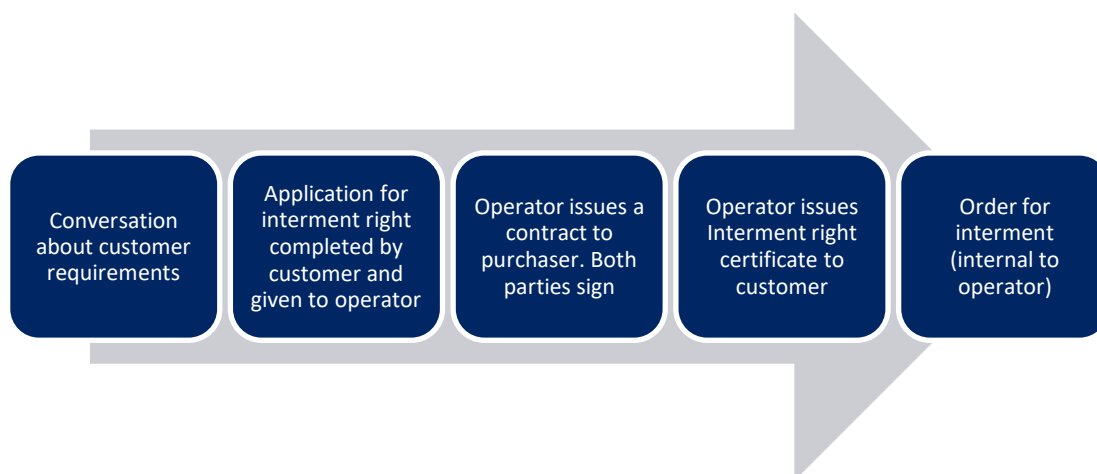 Conversation
about customer
requirements
Application for
interment right
completed by
customer and
given to operator
Operator issues a
contract to
purchaser. Both
parties sign
Operator issues
Interment right
certificate to
customer
Order for
interment
(internal to
operator)